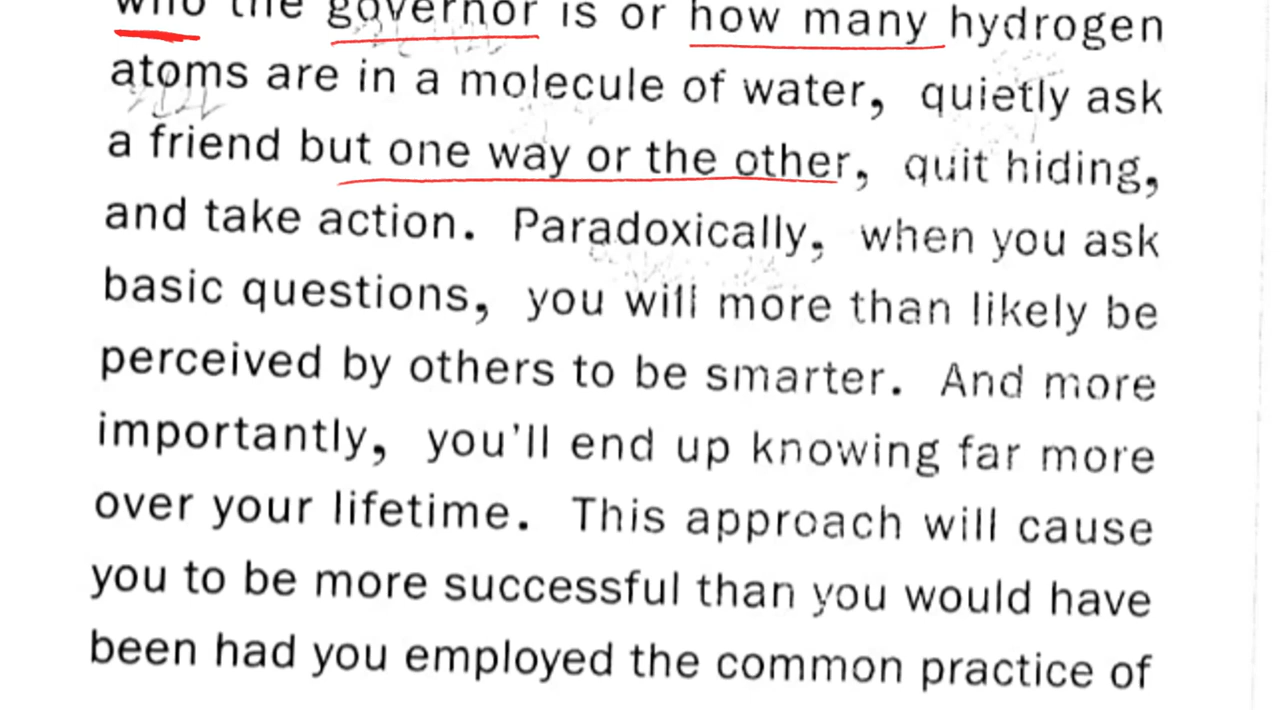 who the governor is or how many hydrogen
atoms are in a molecule of water, quietly ask
a friend but one way or the other, quit hiding,
and take action. Paradoxically, when you ask
basic questions, you will more than likely be
perceived by others to be smarter. And more
importantly, you'll end up knowing far more
over your lifetime. This approach will cause
you to be more successful than you would have
been had you employed the common practice of